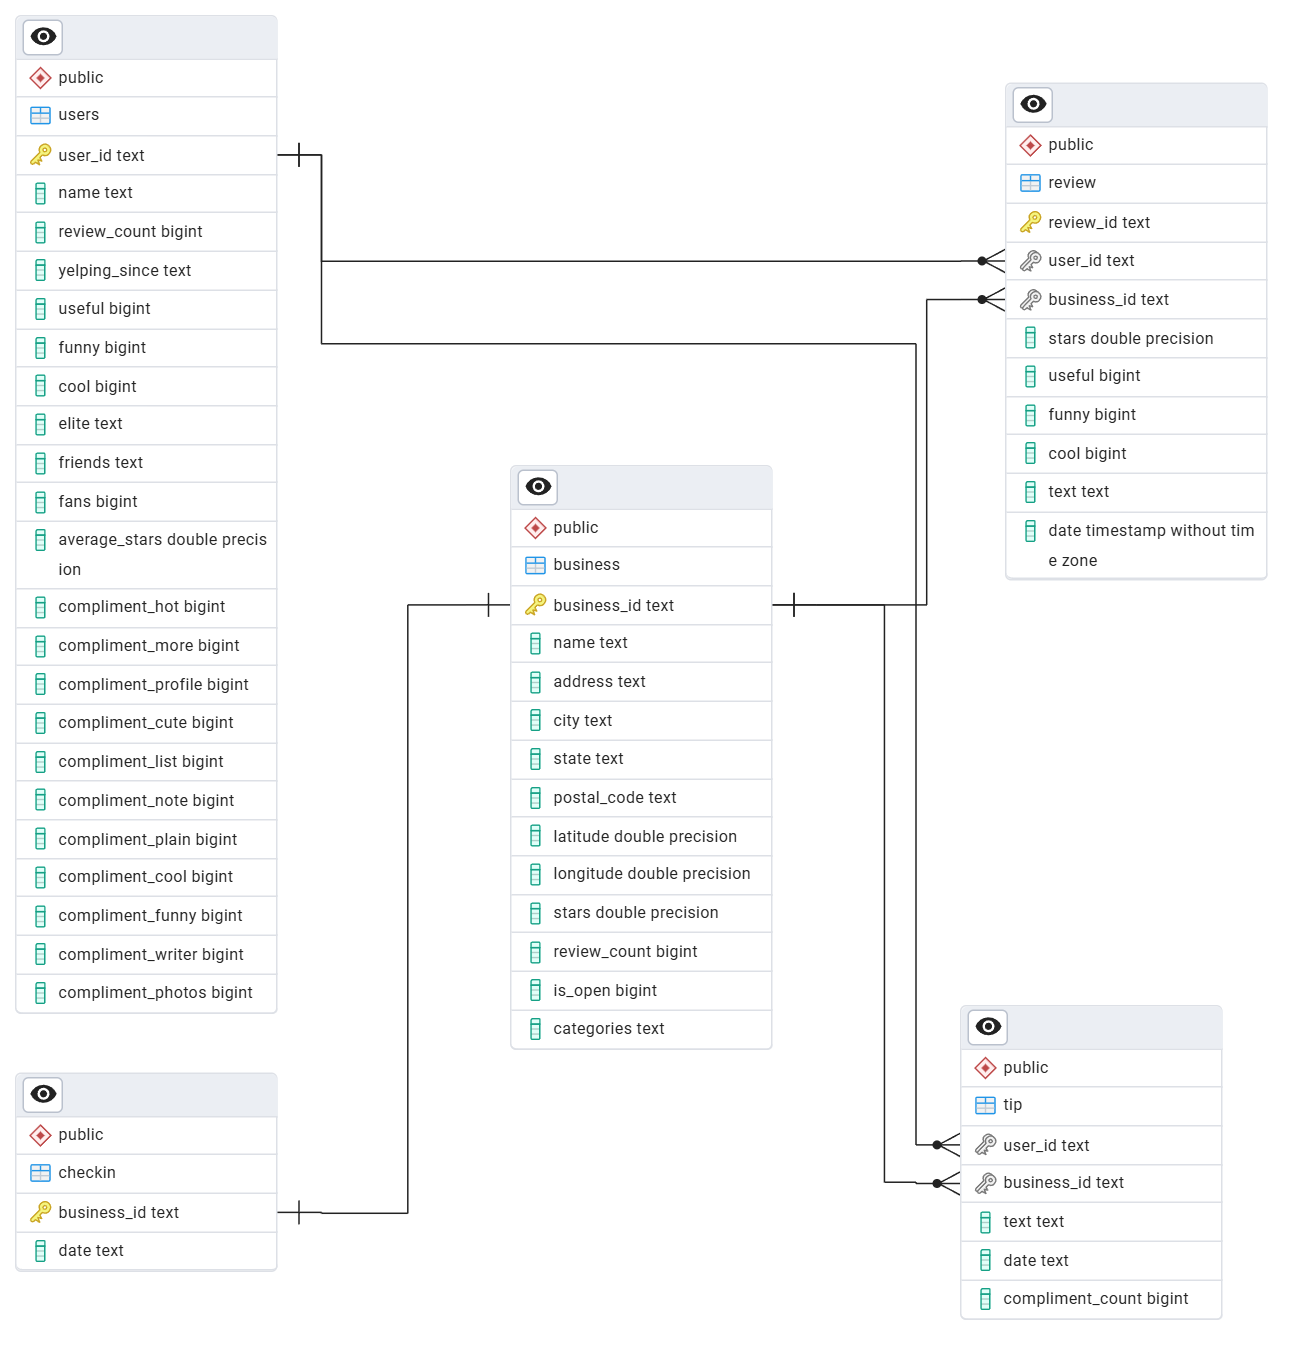 public
users
user_id text
name text
review_count bigint
yelping_since text
useful bigint
funny bigint
cool bigint
elite text
friends text
fans bigint
average_stars double precis
ion
compliment_hot bigint
compliment_more bigint
compliment_profile bigint
compliment_cute bigint
compliment_list bigint
compliment_note bigint
compliment_plain bigint
compliment_cool bigint
compliment_funny bigint
compliment_writer bigint
compliment_photos bigint
public
checkin
business_id text
date text
public
business
business_id text
name text
address text
city text
state text
postal_code text
latitude double precision
longitude double precision
stars double precision
review_count bigint
is_open bigint
categories text
public
review
review_id text
user_id text
business_id text
stars double precision
useful bigint
funny bigint
cool bigint
text text
date timestamp without tim
e zone
public
tip
user_id text
business_id text
text text
date text
compliment_count bigint